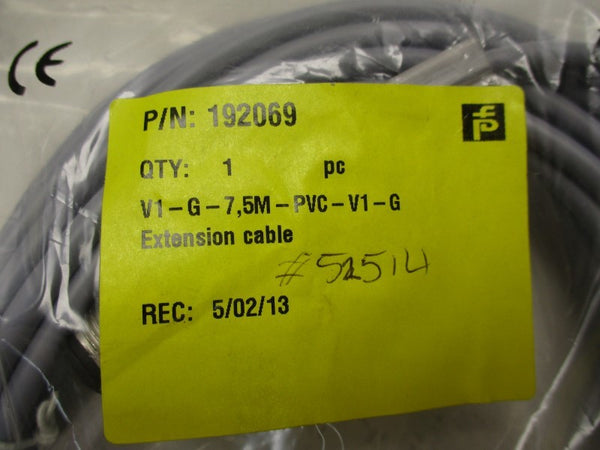 CE
P/N: 192069
QTY: 1 pc
V1-G-7,5M-PVC-V1-G
Extension cable
#52514
REC: 5/02/13